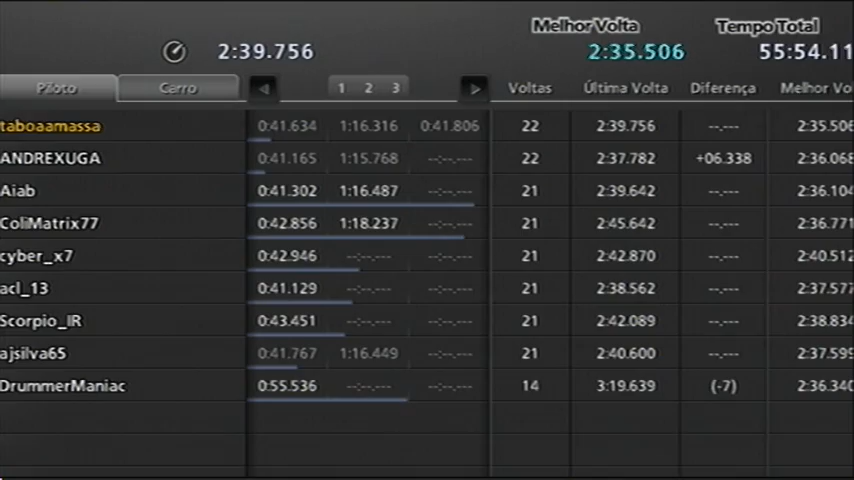 Melhor Volta Tempo Total
2:39.756 2:35.506 55:54.11
Piloto Carro 1 2 3 Voltas Última Volta Diferença Melhor Vo
taboaamassa 0:41.634 1:16.316 0:41.806 22 2:39.756 --.--- 2:35.506
ANDREXUGA 0:41.165 1:15.768 --:--.--- 22 2:37.782 +06.338 2:36.068
Aiab 0:41.302 1:16.487 --:--.--- 21 2:39.642 --.--- 2:36.104
ColiMatrix77 0:42.856 1:18.237 --:--.--- 21 2:45.642 --.--- 2:36.771
cyber_x7 0:42.946 --:--.--- --:--.--- 21 2:42.870 --.--- 2:40.512
acl_13 0:41.129 --:--.--- --:--.--- 21 2:38.562 --.--- 2:37.577
Scorpio_IR 0:43.451 --:--.--- --:--.--- 21 2:42.089 --.--- 2:38.834
ajsilva65 0:41.767 1:16.449 --:--.--- 21 2:40.600 --.--- 2:37.599
DrummerManiac 0:55.536 --:--.--- --:--.--- 14 3:19.639 (-7) 2:36.340